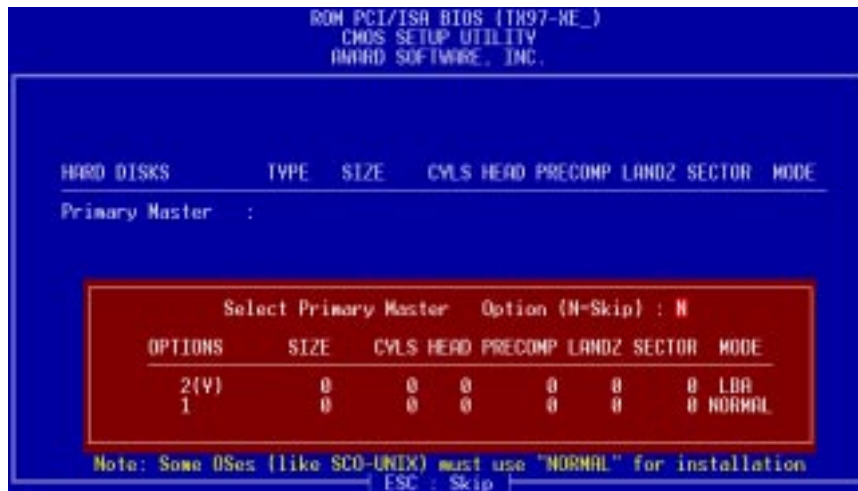 ROM PCI/ISA BIOS (TX97-XE_)
CMOS SETUP UTILITY
AWARD SOFTWARE, INC.
HARD DISKS TYPE SIZE CYLS HEAD PRECOMP LANDZ SECTOR MODE
Primary Master :
Select Primary Master Option (N=Skip) : N
OPTIONS SIZE CYLS HEAD PRECOMP LANDZ SECTOR MODE
2(Y) 0 0 0 0 0 0 LBA
1 0 0 0 0 0 0 NORMAL
Note: Some OSes (like SCO-UNIX) must use "NORMAL" for installation
ESC : Skip